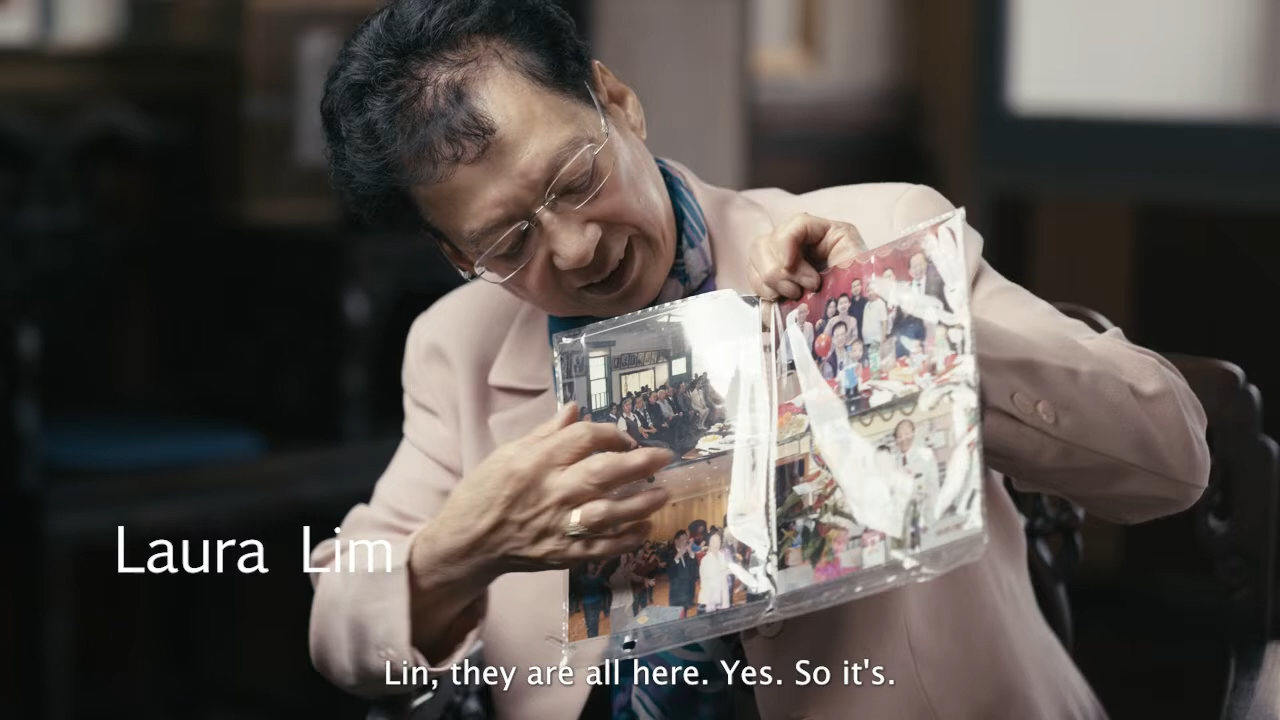 Laura Lim
Lin, they are all here. Yes. So it's.